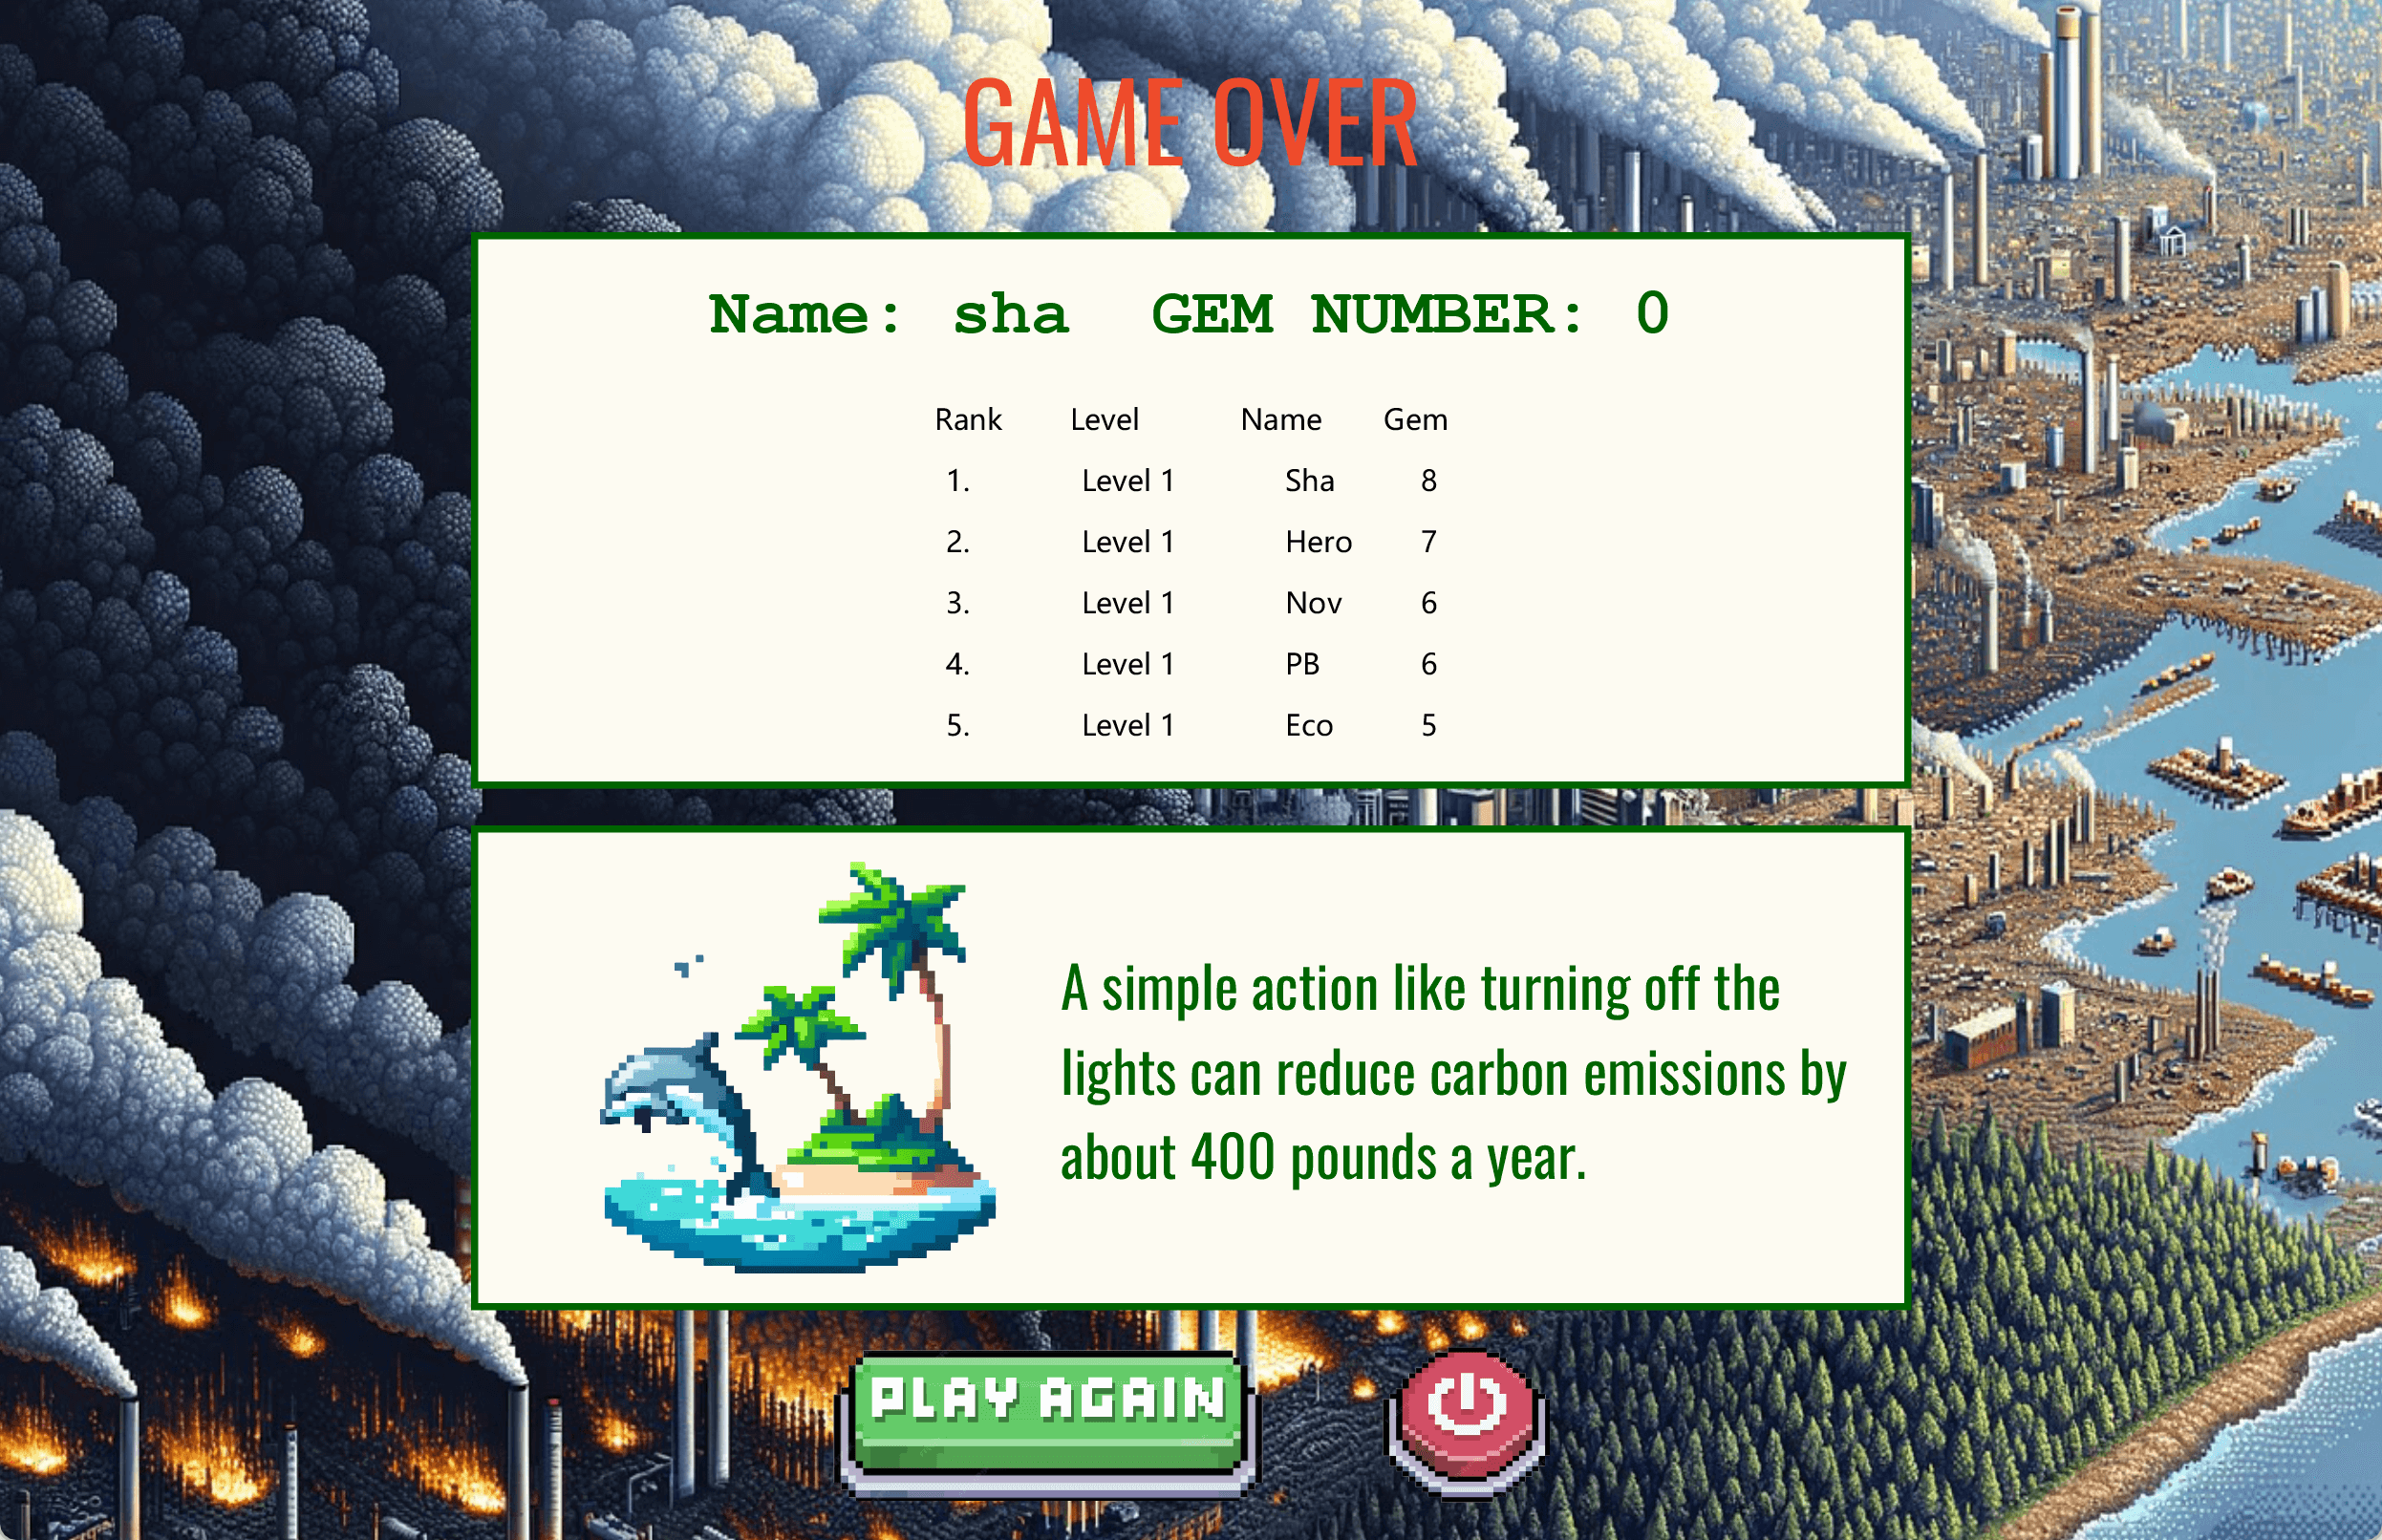 GAME OVER
Name: sha GEM NUMBER: 0
Rank Level Name Gem
1. Level 1 Sha 8
2. Level 1 Hero 7
3. Level 1 Nov 6
4. Level 1 PB 6
5. Level 1 Eco 5
A simple action like turning off the
lights can reduce carbon emissions by
about 400 pounds a year.
PLAY AGAIN